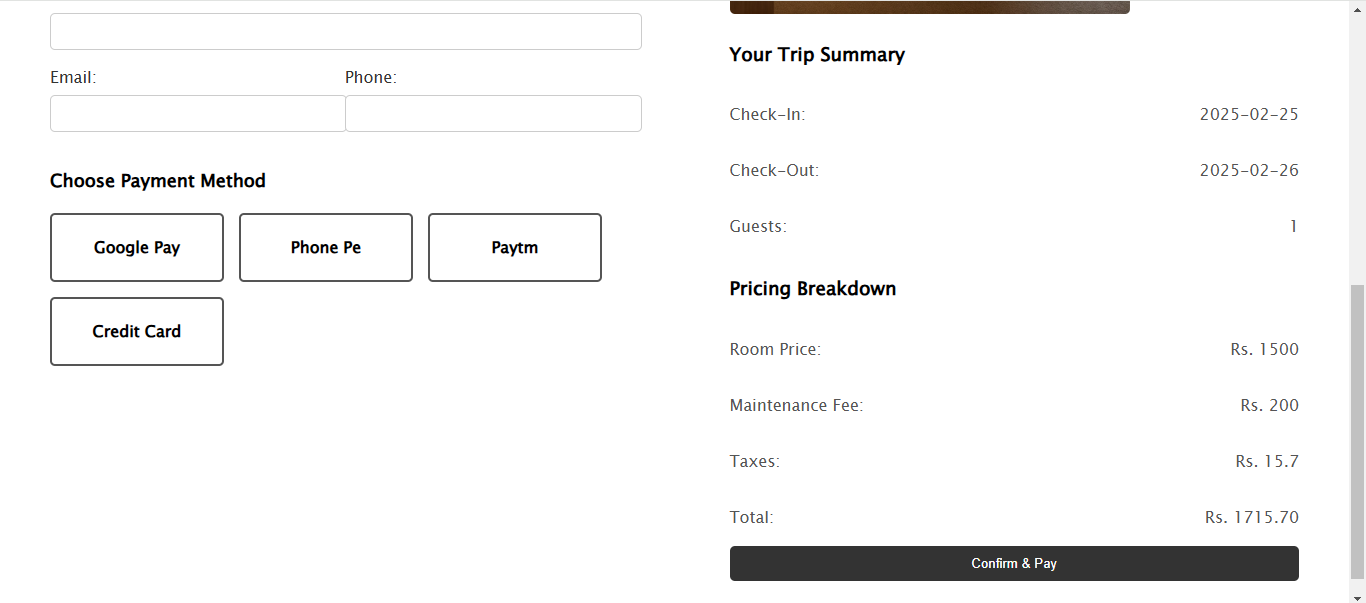 Email: Phone:
Choose Payment Method
Google Pay Phone Pe Paytm
Credit Card
Your Trip Summary
Check-In: 2025-02-25
Check-Out: 2025-02-26
Guests: 1
Pricing Breakdown
Room Price: Rs. 1500
Maintenance Fee: Rs. 200
Taxes: Rs. 15.7
Total: Rs. 1715.70
Confirm & Pay